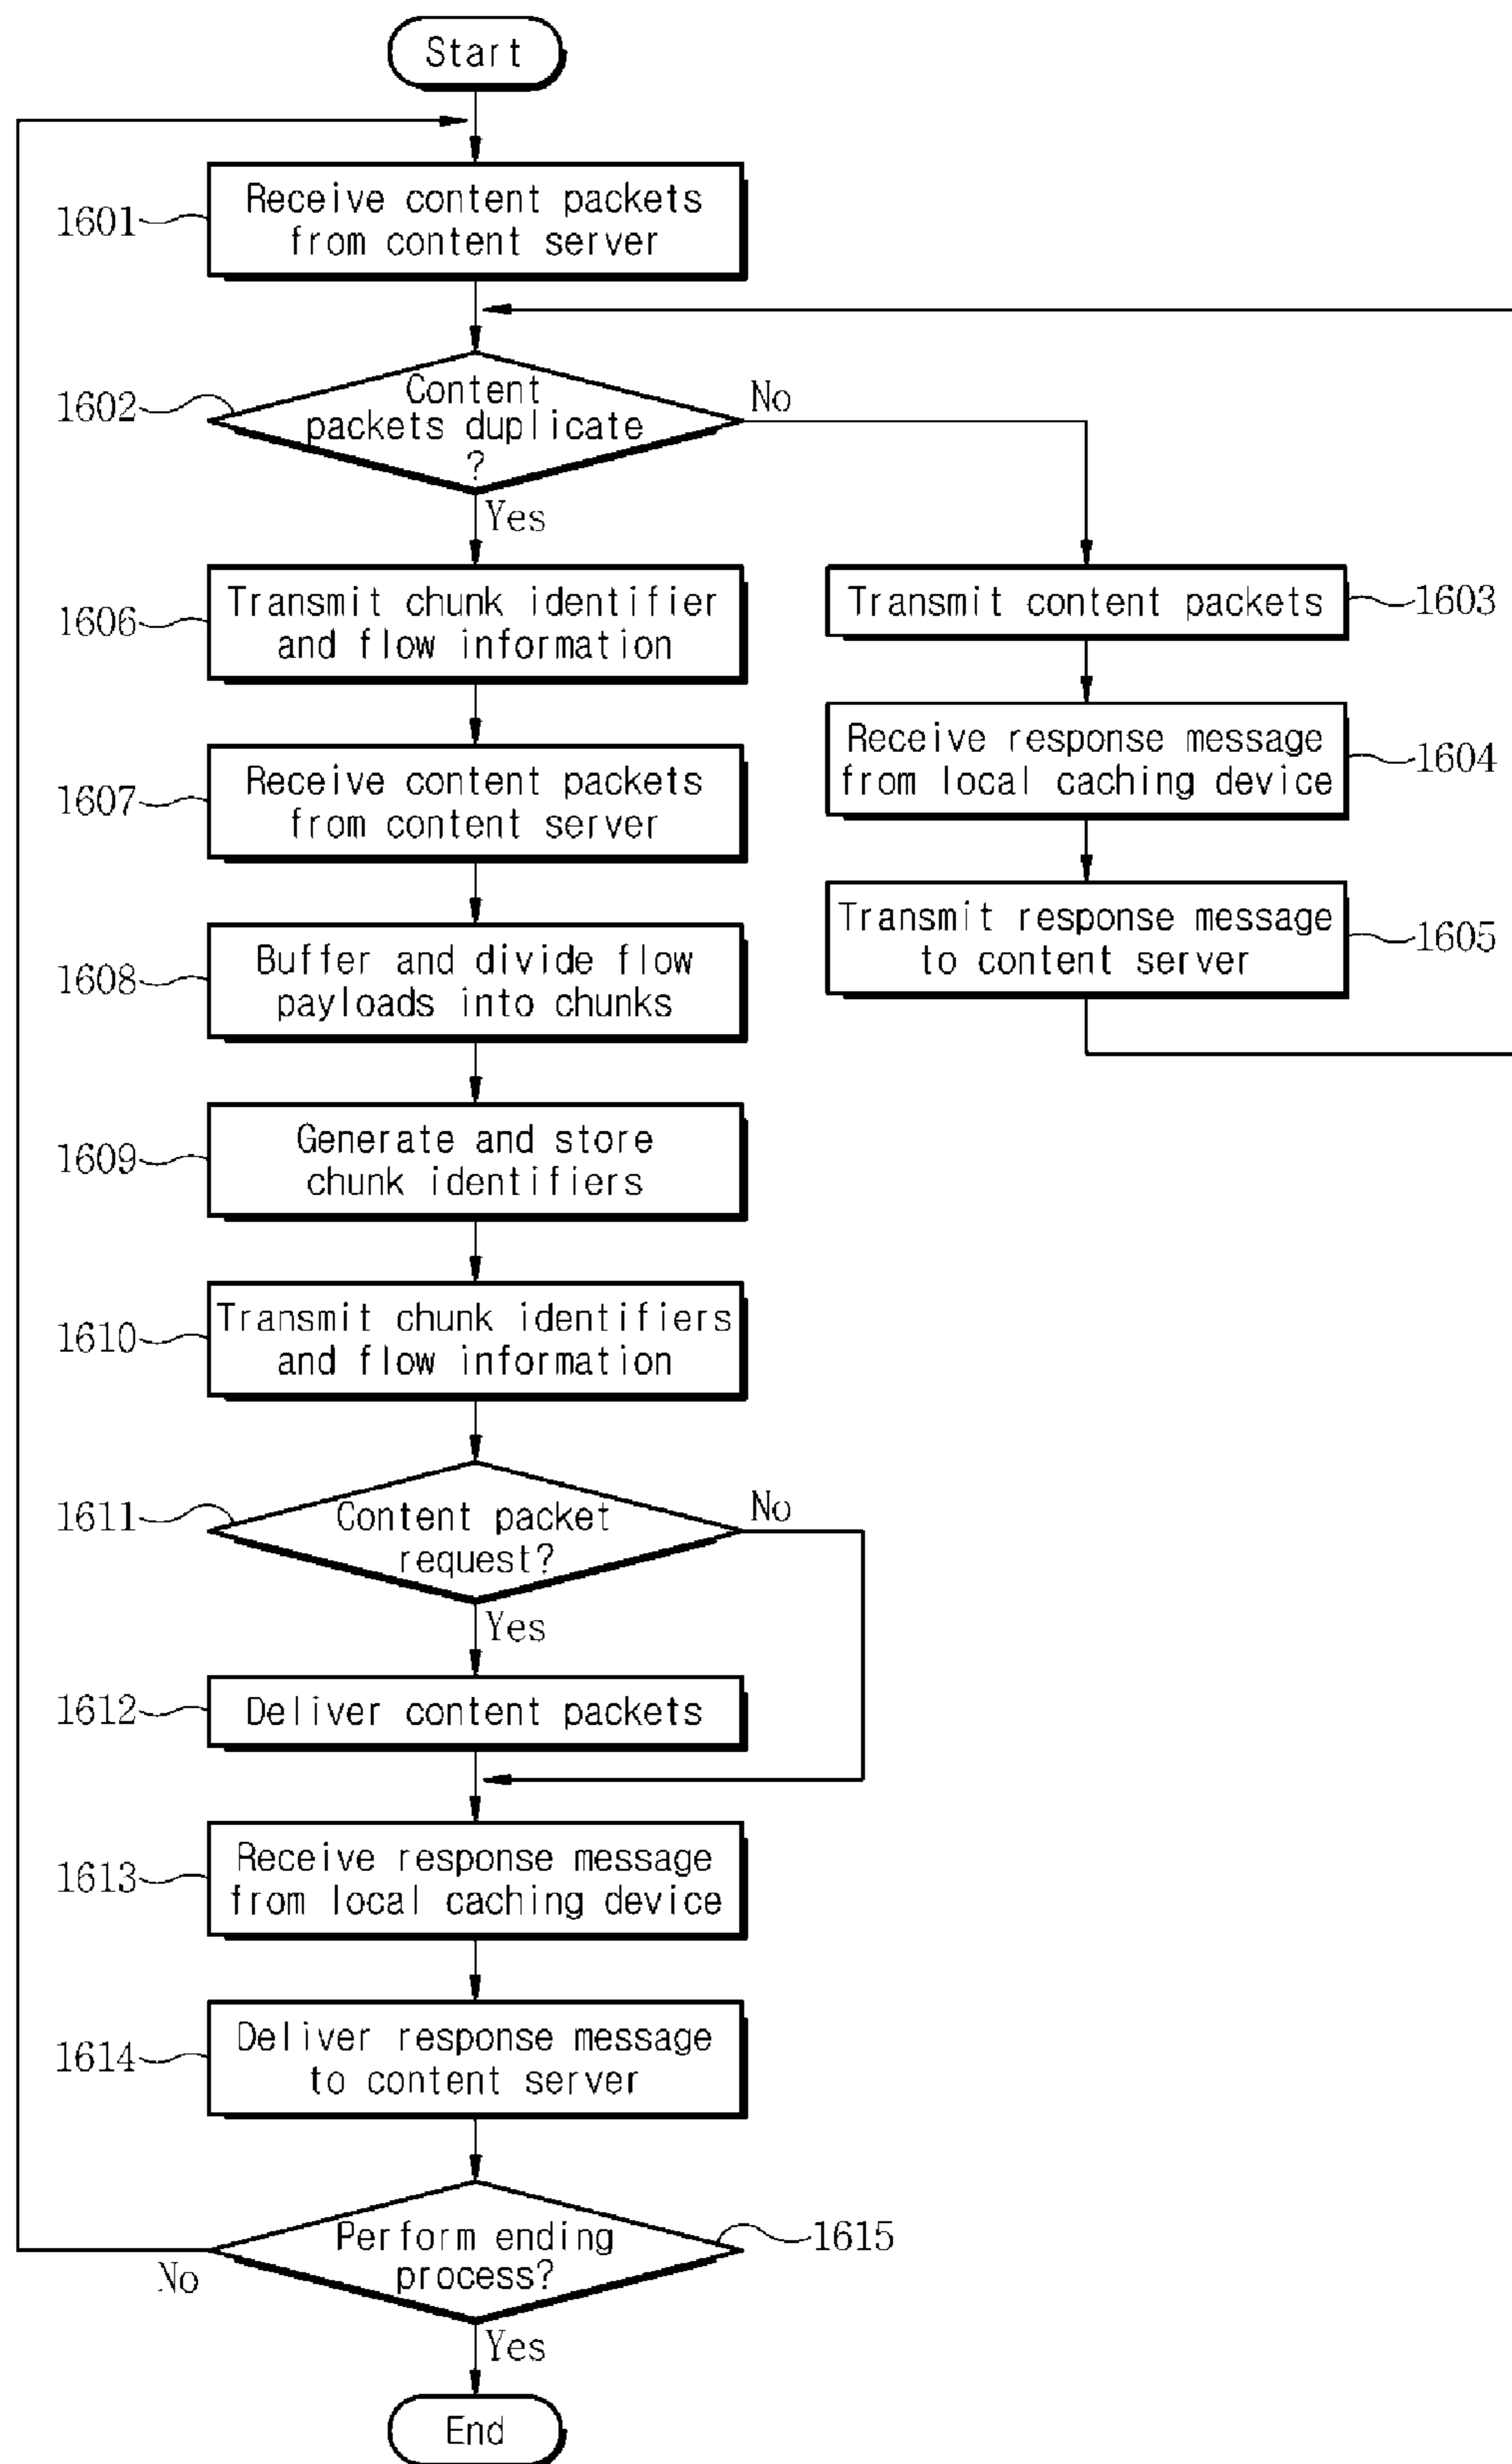 Start
1601
Receive content packets
from content server
1602
Content
packets duplicate
?
No
Yes
1606
Transmit chunk identifier
and flow information
Transmit content packets
1603
1607
Receive content packets
from content server
Receive response message
from local caching device
1604
1608
Buffer and divide flow
payloads into chunks
Transmit response message
to content server
1605
1609
Generate and store
chunk identifiers
1610
Transmit chunk identifiers
and flow information
1611
Content packet
request?
No
Yes
1612
Deliver content packets
1613
Receive response message
from local caching device
1614
Deliver response message
to content server
Perform ending
process?
1615
No
Yes
End